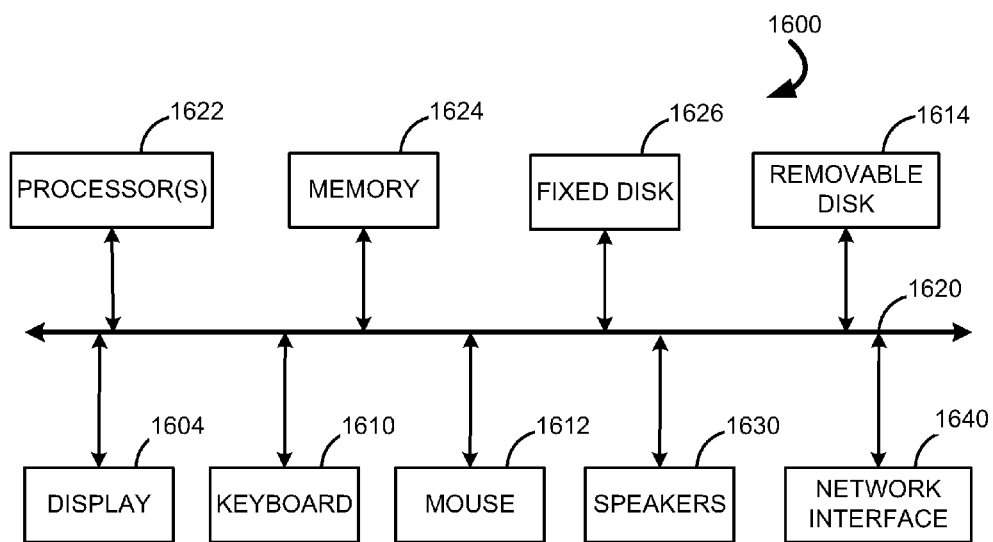 1600
1622
1624
1626
1614
PROCESSOR(S)
MEMORY
FIXED DISK
REMOVABLE
DISK
1620
1604
1610
1612
1630
1640
DISPLAY
KEYBOARD
MOUSE
SPEAKERS
NETWORK
INTERFACE